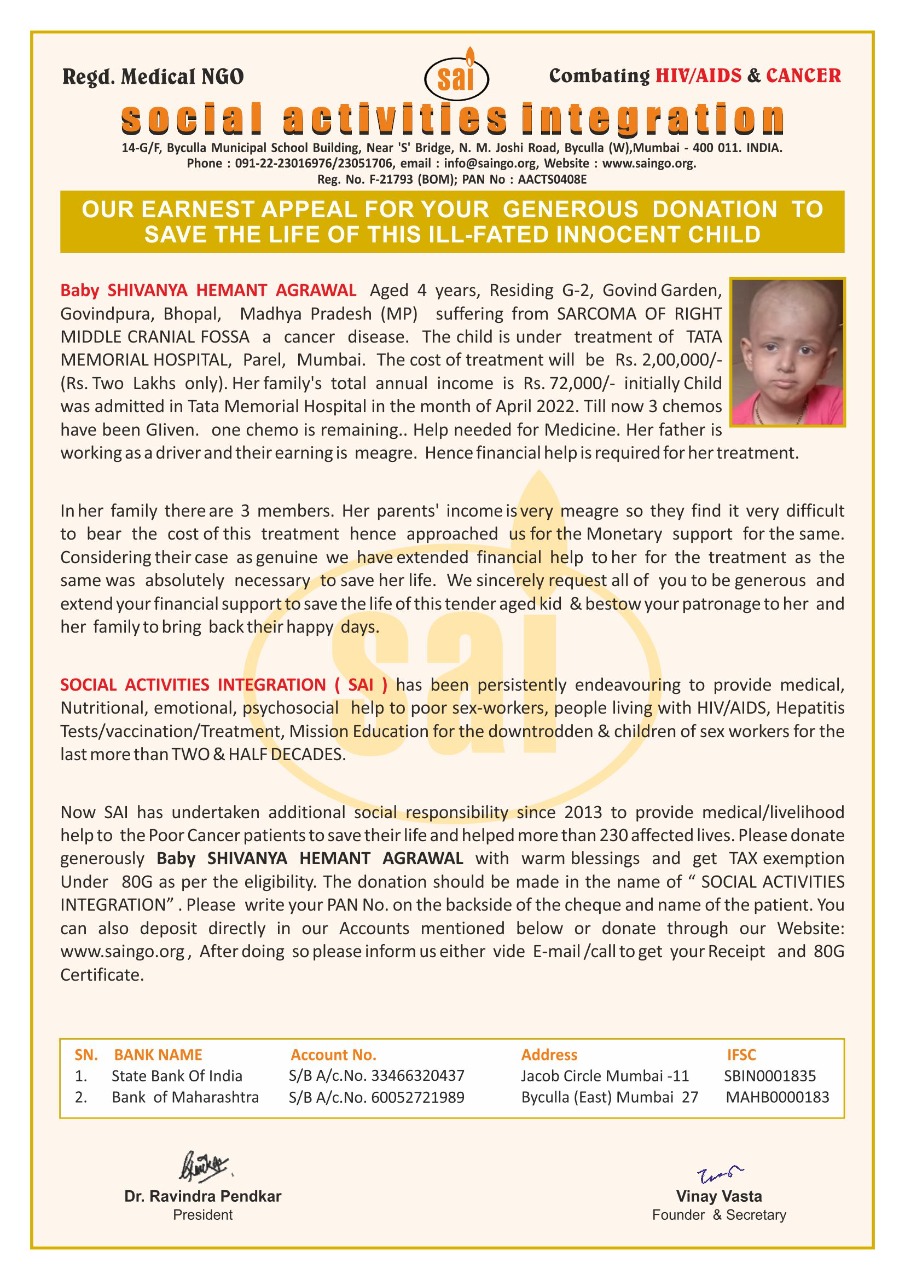 Regd. Medical NGO
sai
Combating HIV/AIDS & CANCER
social activities integration
14-G/F, Byculla Municipal School Building, Near 'S' Bridge, N. M. Joshi Road, Byculla (W),Mumbai - 400 011. INDIA.
Phone : 091-22-23016976/23051706, email : info@saingo.org, Website : www.saingo.org.
Reg. No. F-21793 (BOM); PAN No : AACTS0408E
OUR EARNEST APPEAL FOR YOUR GENEROUS DONATION TO
SAVE THE LIFE OF THIS ILL-FATED INNOCENT CHILD
Baby SHIVANYA HEMANT AGRAWAL Aged 4 years, Residing G-2, Govind Garden,
Govindpura, Bhopal, Madhya Pradesh (MP) suffering from SARCOMA OF RIGHT
MIDDLE CRANIAL FOSSA a cancer disease. The child is under treatment of TATA
MEMORIAL HOSPITAL, Parel, Mumbai. The cost of treatment will be Rs. 2,00,000/-
(Rs. Two Lakhs only). Her family's total annual income is Rs. 72,000/- initially Child
was admitted in Tata Memorial Hospital in the month of April 2022. Till now 3 chemos
have been GIiven. one chemo is remaining.. Help needed for Medicine. Her father is
working as a driver and their earning is meagre. Hence financial help is required for her treatment.
In her family there are 3 members. Her parents' income is very meagre so they find it very difficult
to bear the cost of this treatment hence approached us for the Monetary support for the same.
Considering their case as genuine we have extended financial help to her for the treatment as the
same was absolutely necessary to save her life. We sincerely request all of you to be generous and
extend your financial support to save the life of this tender aged kid & bestow your patronage to her and
her family to bring back their happy days.
sai
SOCIAL ACTIVITIES INTEGRATION ( SAI ) has been persistently endeavouring to provide medical,
Nutritional, emotional, psychosocial help to poor sex-workers, people living with HIV/AIDS, Hepatitis
Tests/vaccination/Treatment, Mission Education for the downtrodden & children of sex workers for the
last more than TWO & HALF DECADES.
Now SAI has undertaken additional social responsibility since 2013 to provide medical/livelihood
help to the Poor Cancer patients to save their life and helped more than 230 affected lives. Please donate
generously Baby SHIVANYA HEMANT AGRAWAL with warm blessings and get TAX exemption
Under 80G as per the eligibility. The donation should be made in the name of “ SOCIAL ACTIVITIES
INTEGRATION” . Please write your PAN No. on the backside of the cheque and name of the patient. You
can also deposit directly in our Accounts mentioned below or donate through our Website:
www.saingo.org , After doing so please inform us either vide E-mail /call to get your Receipt and 80G
Certificate.
SN. BANK NAME Account No. Address IFSC
1. State Bank Of India S/B A/c.No. 33466320437 Jacob Circle Mumbai -11 SBIN0001835
2. Bank of Maharashtra S/B A/c.No. 60052721989 Byculla (East) Mumbai 27 MAHB0000183
Dr. Ravindra Pendkar
President
Vinay Vasta
Founder & Secretary